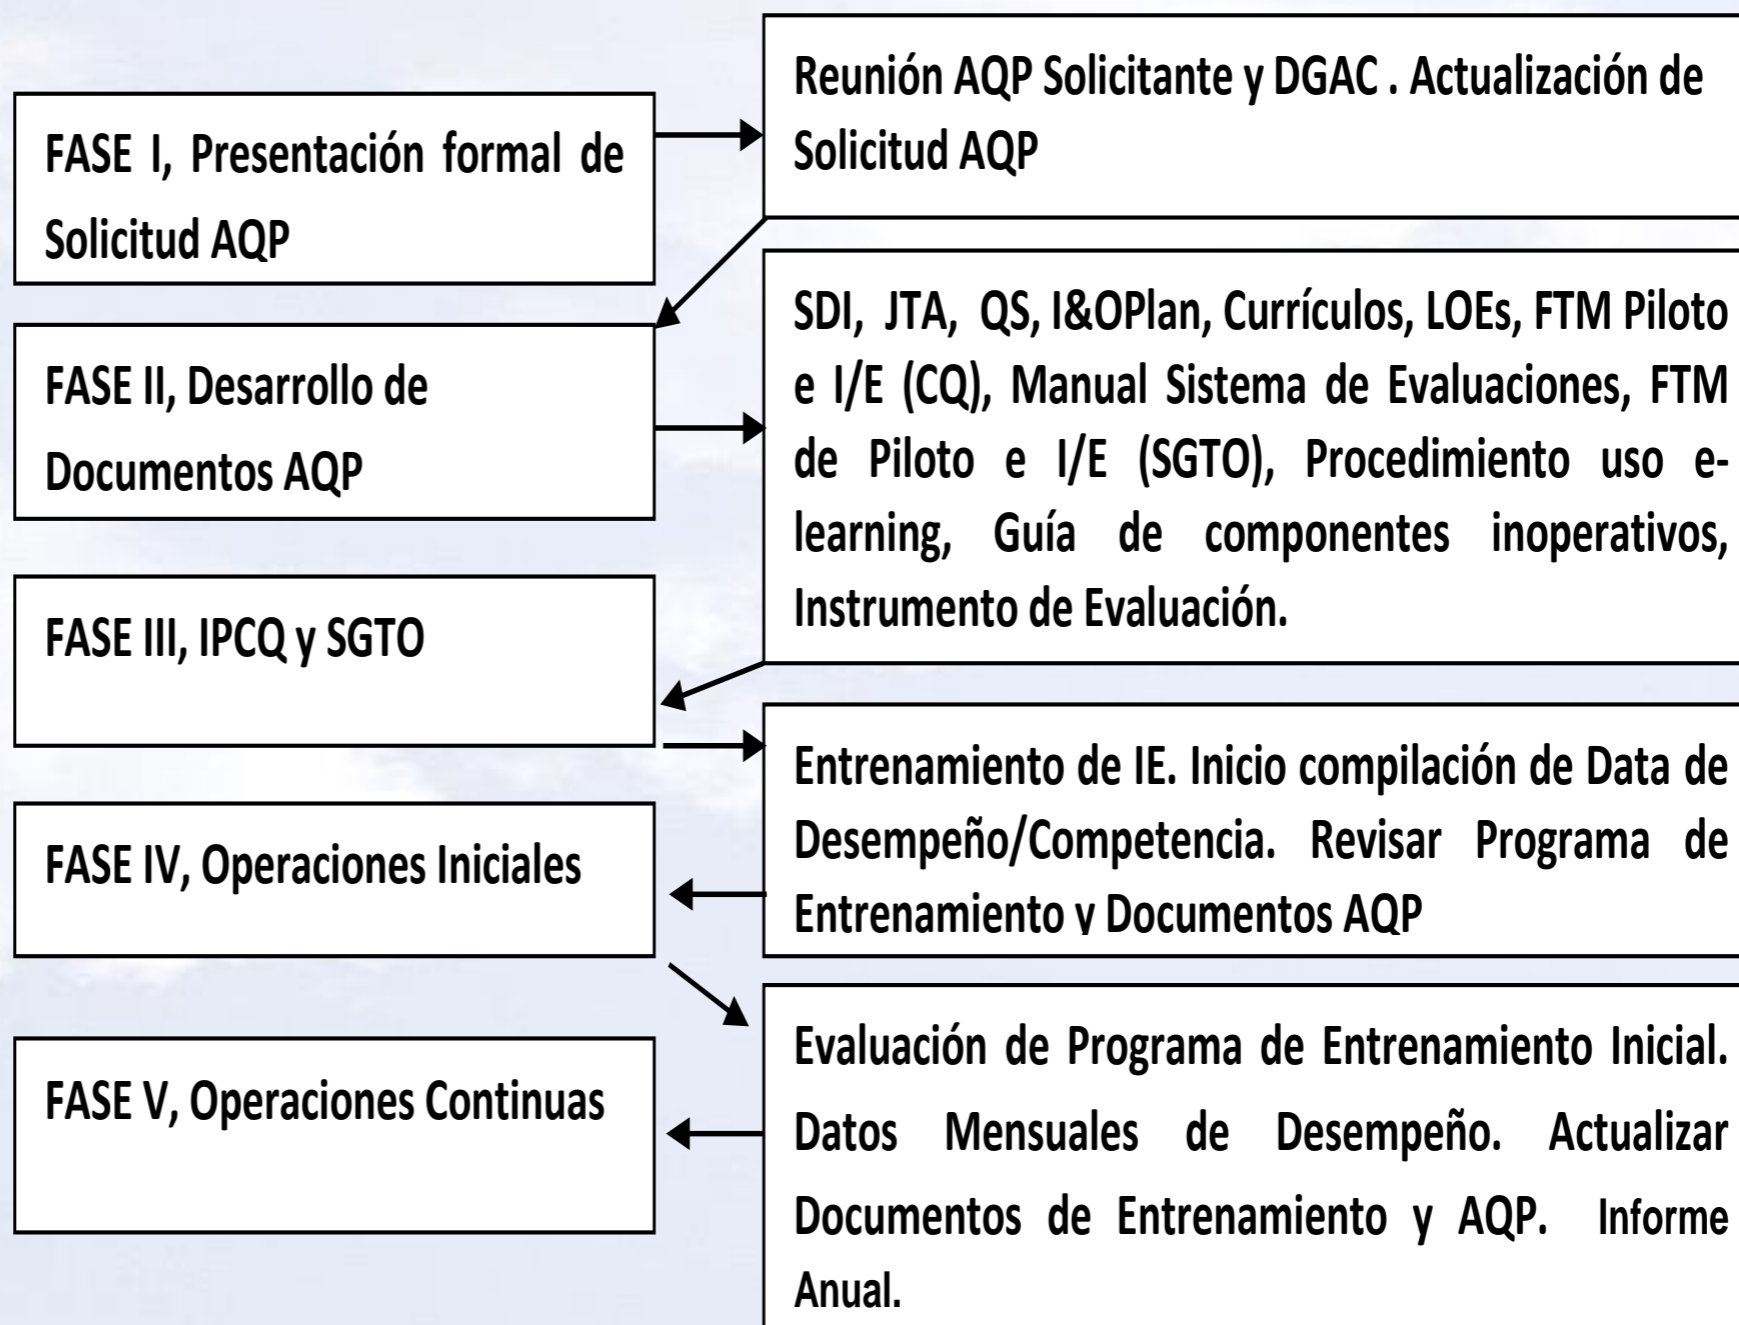 FASE I, Presentación formal de
Solicitud AQP
Reunión AQP Solicitante y DGAC . Actualización de
Solicitud AQP
FASE II, Desarrollo de
Documentos AQP
SDI, JTA, QS, I&OPlan, Currículos, LOEs, FTM Piloto
e I/E (CQ), Manual Sistema de Evaluaciones, FTM
de Piloto e I/E (SGTO), Procedimiento uso e-
learning, Guía de componentes inoperativos,
Instrumento de Evaluación.
FASE III, IPCQ y SGTO
Entrenamiento de IE. Inicio compilación de Data de
Desempeño/Competencia. Revisar Programa de
Entrenamiento y Documentos AQP
FASE IV, Operaciones Iniciales
Evaluación de Programa de Entrenamiento Inicial.
Datos Mensuales de Desempeño. Actualizar
Documentos de Entrenamiento y AQP. Informe
Anual.
FASE V, Operaciones Continuas